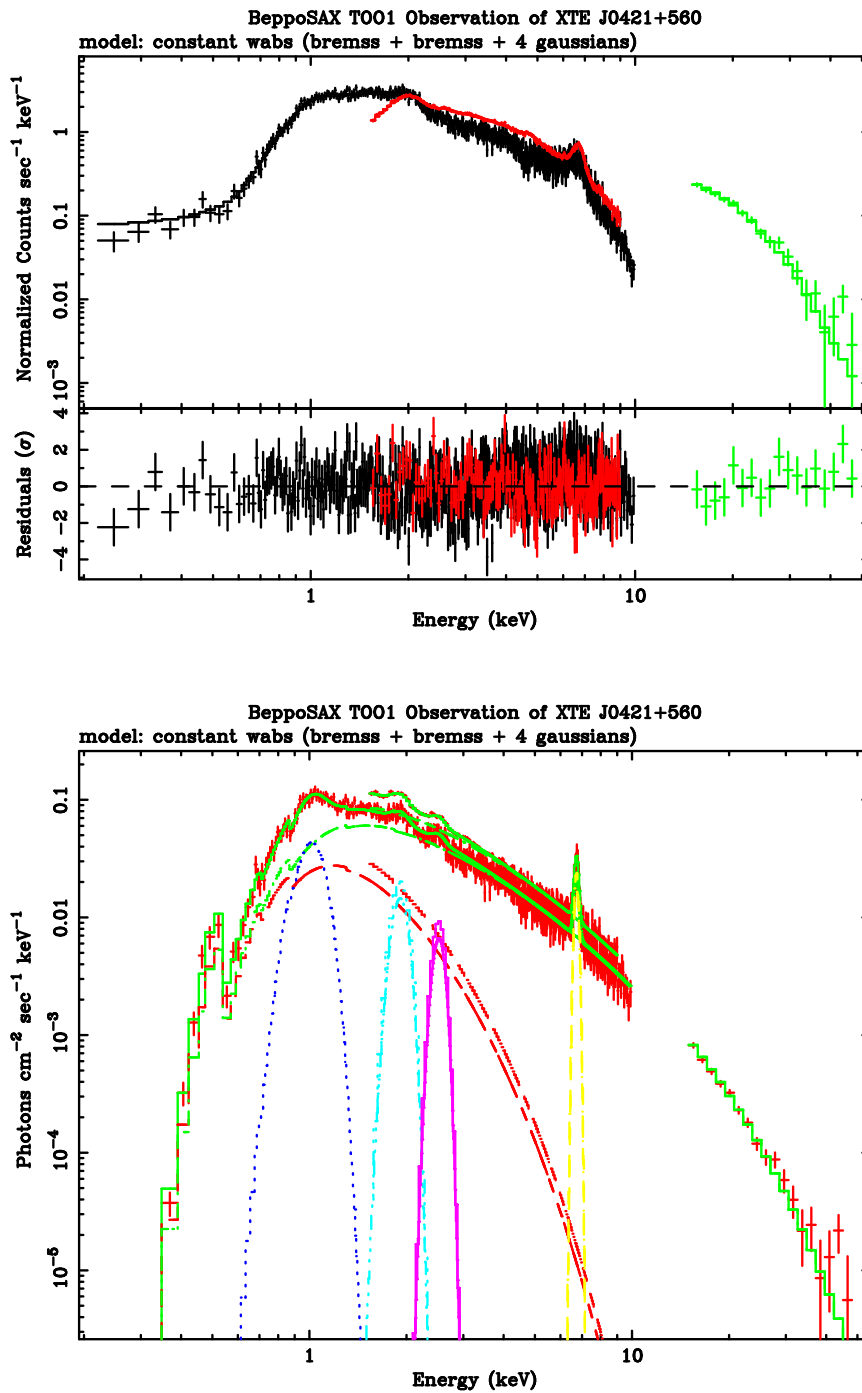 BeppoSAX TOO1 Observation of XTE J0421+560
model: constant wabs (bremss + bremss + 4 gaussians)
Normalized Counts sec⁻¹ keV⁻¹
1
0.1
0.01
10⁻³
Residuals (σ)
4
2
0
−2
−4
1
10
Energy (keV)
BeppoSAX TOO1 Observation of XTE J0421+560
model: constant wabs (bremss + bremss + 4 gaussians)
Photons cm⁻² sec⁻¹ keV⁻¹
0.1
0.01
10⁻³
10⁻⁴
10⁻⁵
1
10
Energy (keV)